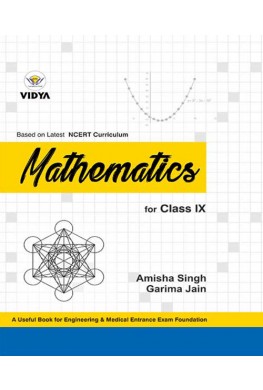 VIDYA
Based on Latest NCERT Curriculum
Mathematics
for Class IX
Amisha Singh
Garima Jain
A Useful Book for Engineering & Medical Entrance Exam Foundation